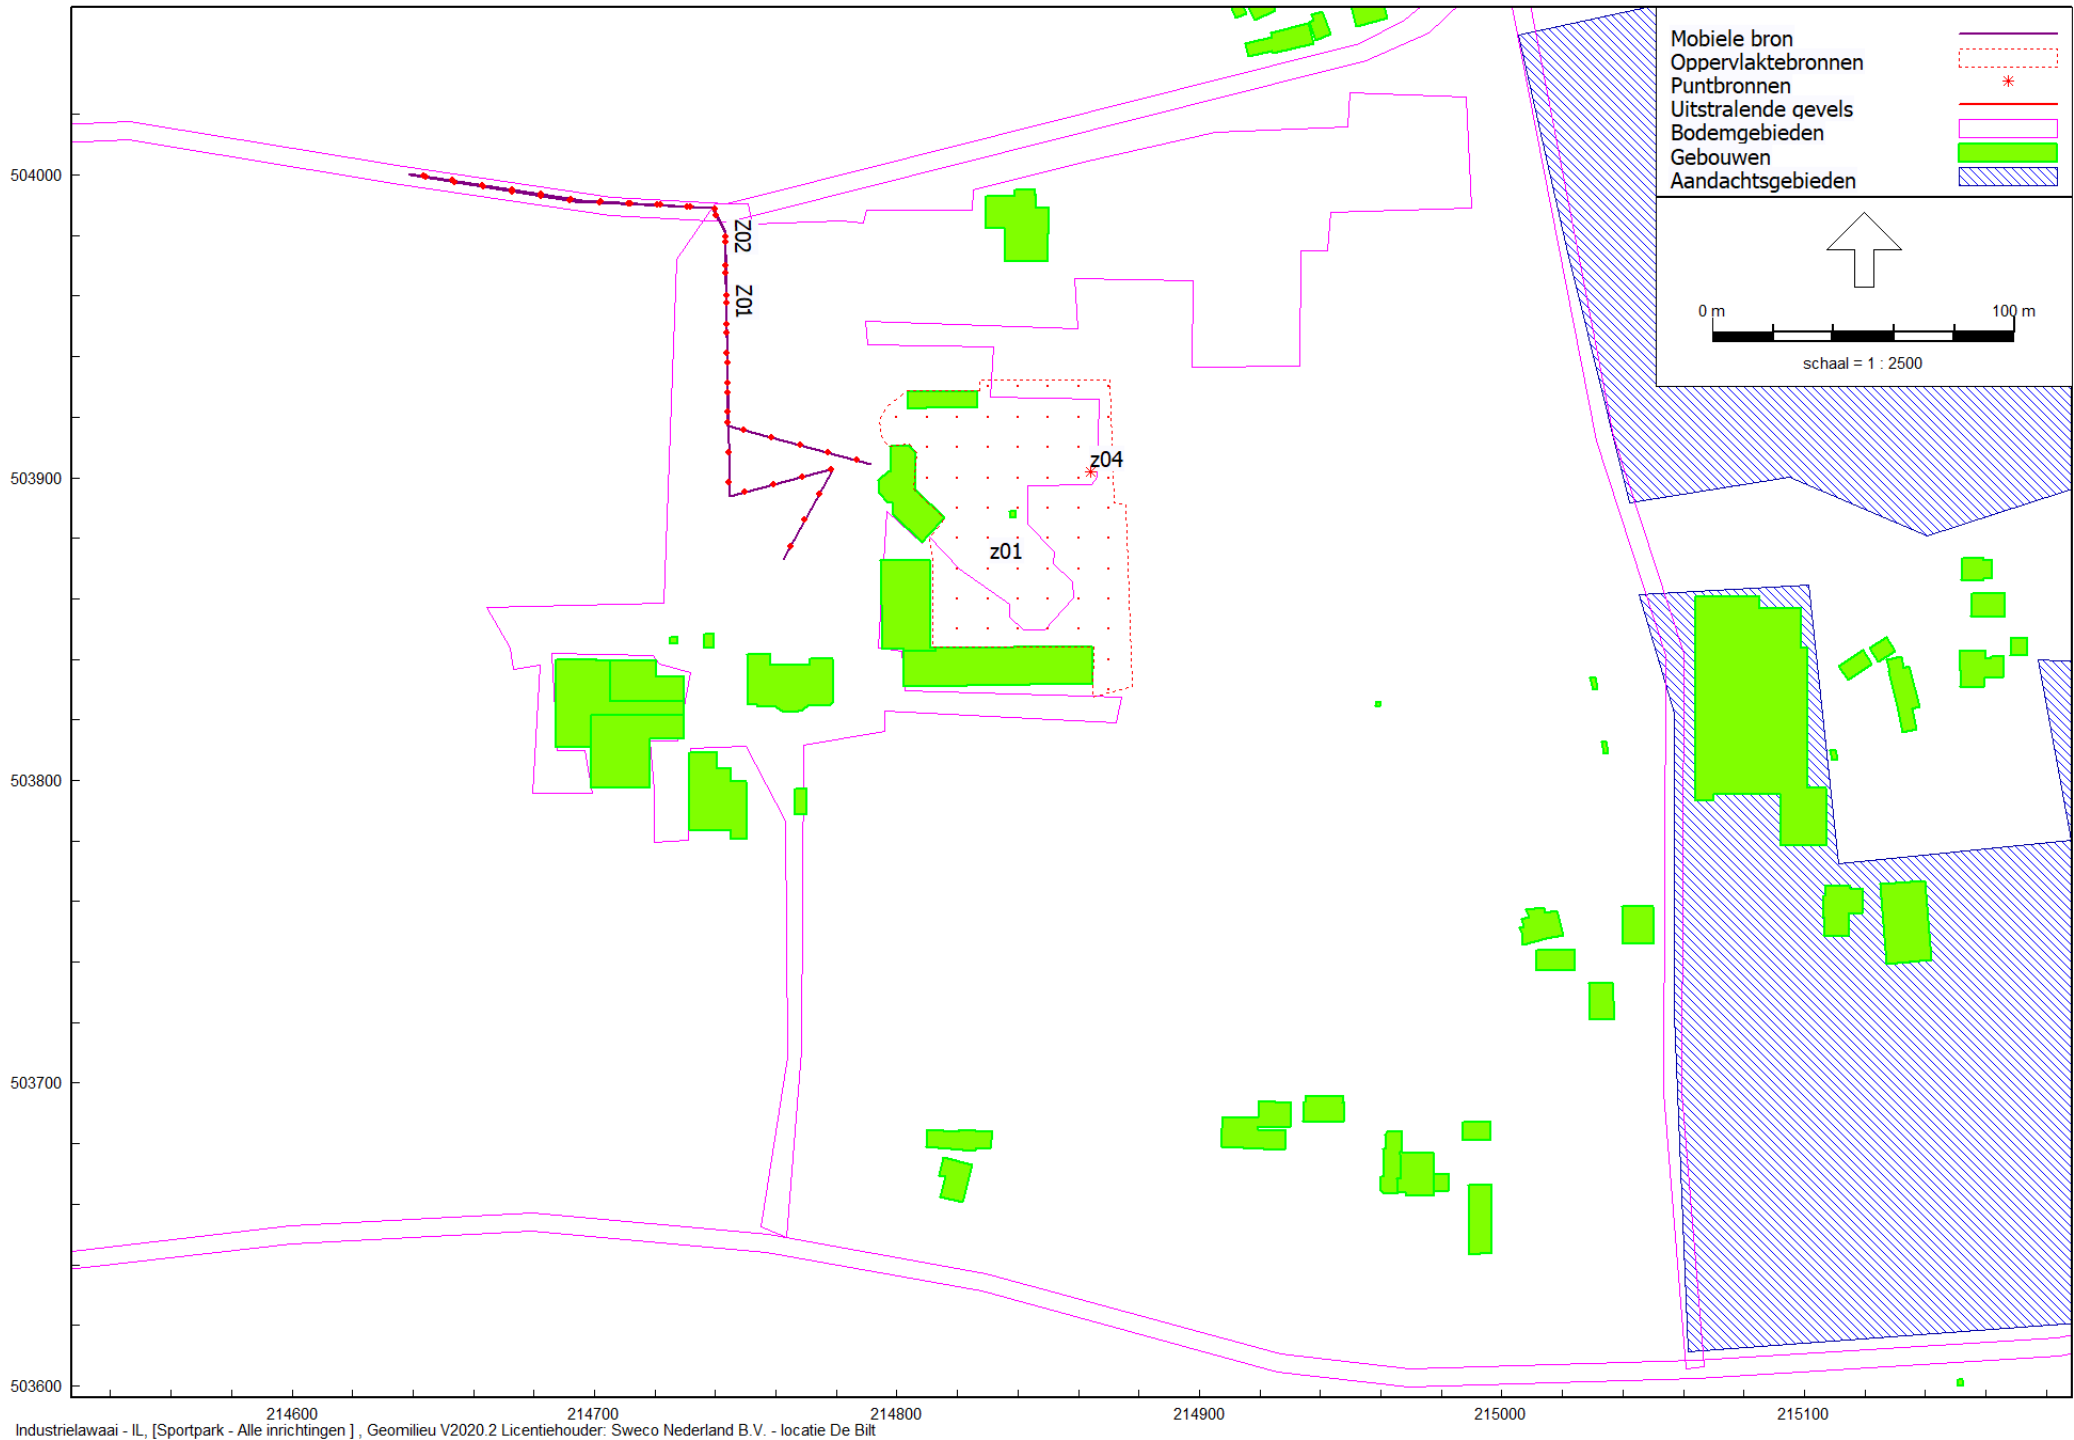 Mobiele bron
Oppervlaktebronnen
Puntbronnen
Uitstralende gevels
Bodemgebieden
Gebouwen
Aandachtsgebieden
0 m 100 m
schaal = 1 : 2500
504000
503900
503800
503700
503600
Z02
Z01
z04
z01
214600 214700 214800 214900 215000 215100
Industrielawaai - IL, [Sportpark - Alle inrichtingen ] , Geomilieu V2020.2 Licentiehouder: Sweco Nederland B.V. - locatie De Bilt